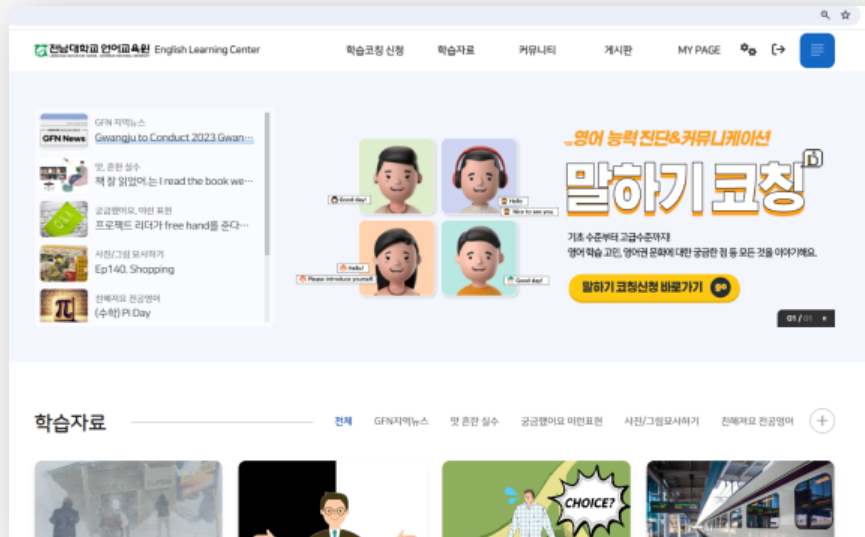 전남대학교 언어교육원 English Learning Center
학습코칭 신청 학습자료 커뮤니티 게시판 MY PAGE
GFN 지역뉴스
GFN News
Gwangju to Conduct 2023 Gwan···
앗, 흔한 실수
책 잘 읽었어.는 I read the book we···
궁금했어요, 이런 표현
프로젝트 리더가 free hand를 준다···
사진/그림 묘사하기
Ep140. Shopping
친해져요 전공영어
(수학) Pi Day
Good day!
Hello
Nice to see you.
Hello!
Please introduce yourself
Good day!
영어 능력 진단&커뮤니케이션
말하기 코칭
기초 수준부터 고급수준까지!
영어 학습 고민, 영어권 문화에 대한 궁금한 점 등 모든 것을 이야기해요.
말하기 코칭신청 바로가기 go
01 / 01
학습자료
전체 GFN지역뉴스 앗 흔한 실수 궁금했어요 이런표현 사진/그림묘사하기 친해져요 전공영어
CHOICE?